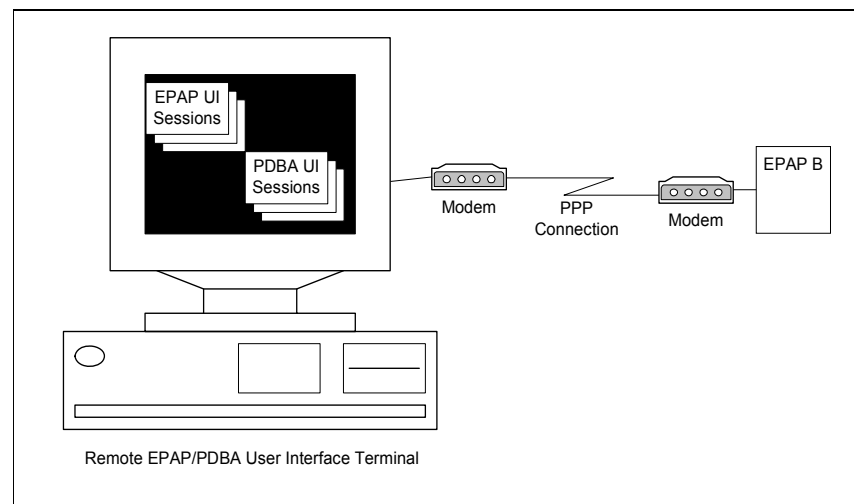 EPAP UI
Sessions
PDBA UI
Sessions
Modem
PPP
Connection
Modem
EPAP B
Remote EPAP/PDBA User Interface Terminal